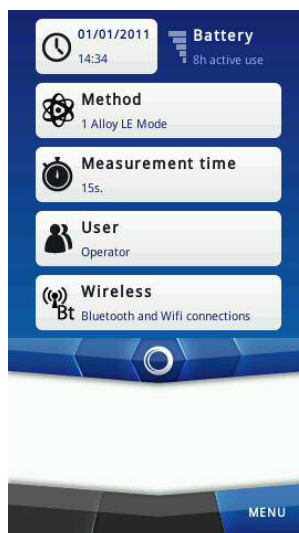 01/01/2011
14:34
Battery
8h active use
Method
1 Alloy LE Mode
Measurement time
15s.
User
Operator
Wireless
Bt
Bluetooth and Wifi connections
MENU